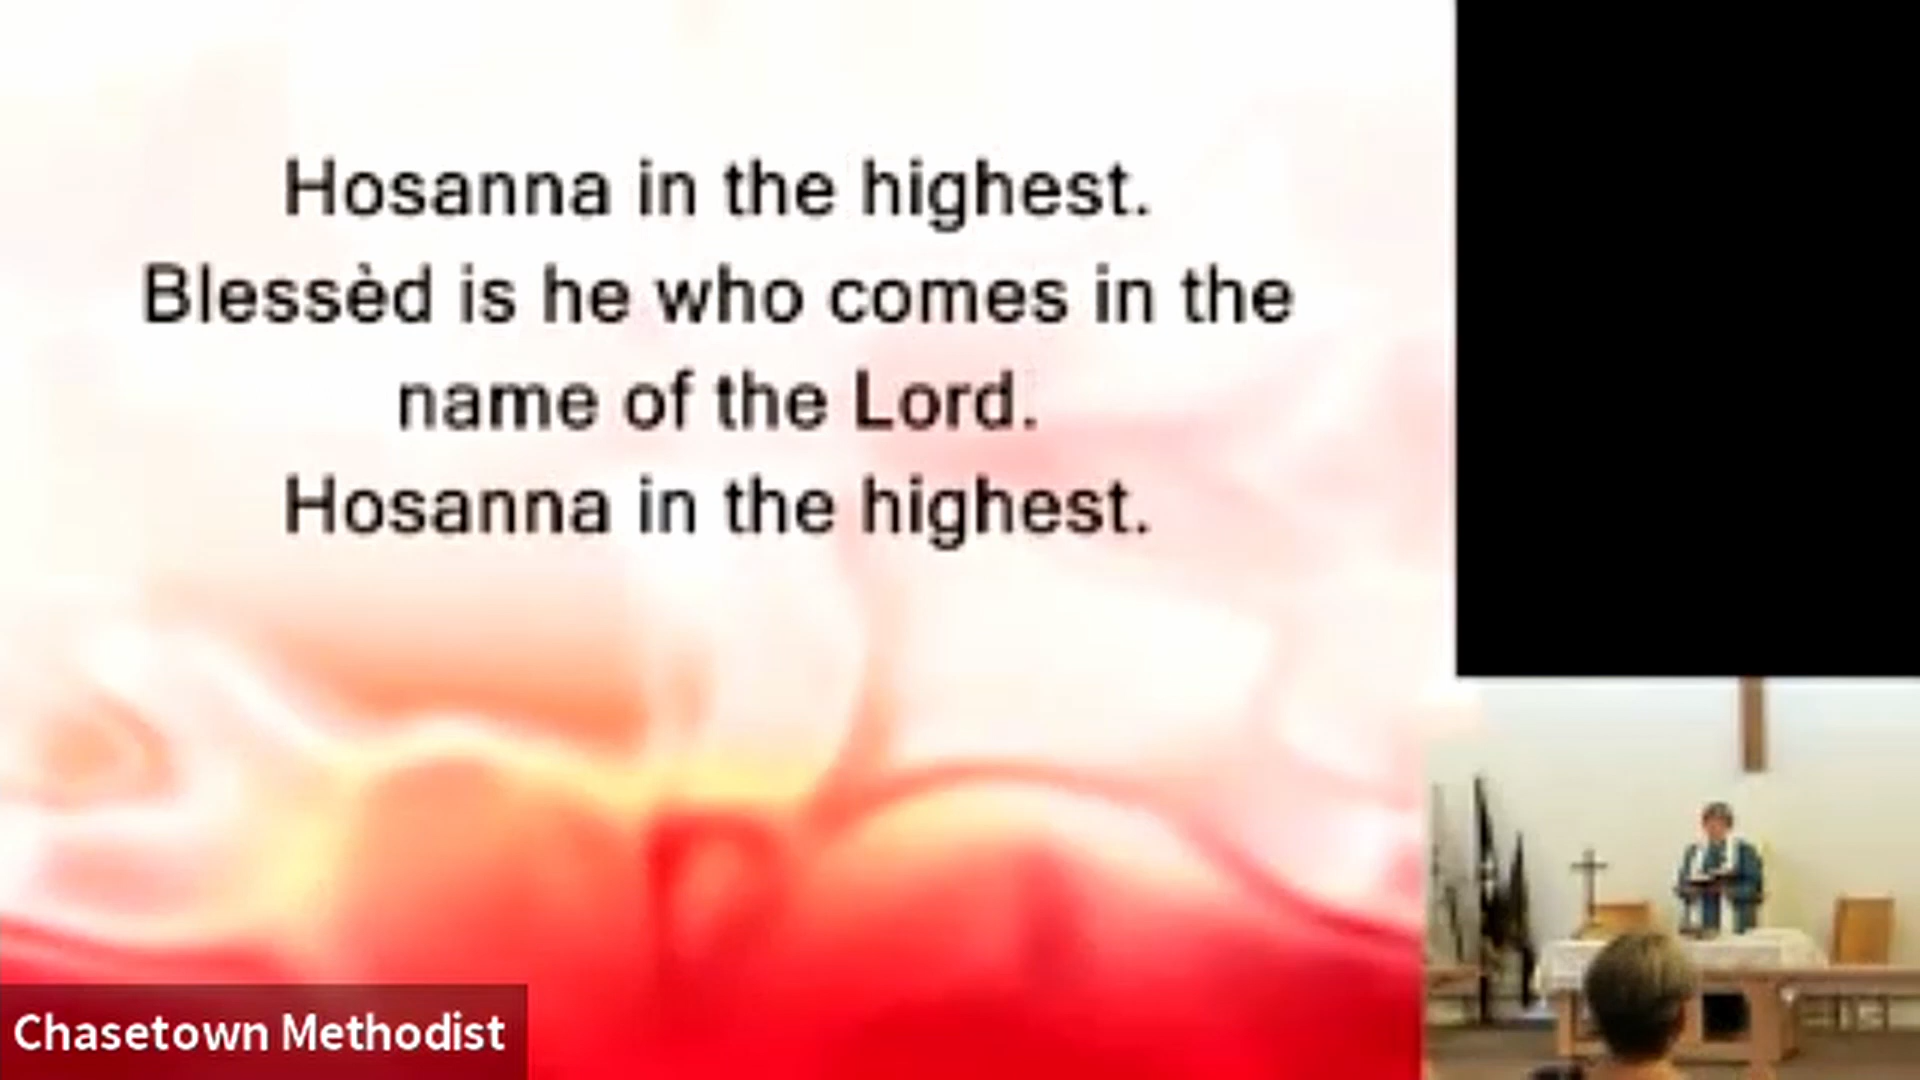 Hosanna in the highest.
Blessèd is he who comes in the
name of the Lord.
Hosanna in the highest.
Chasetown Methodist